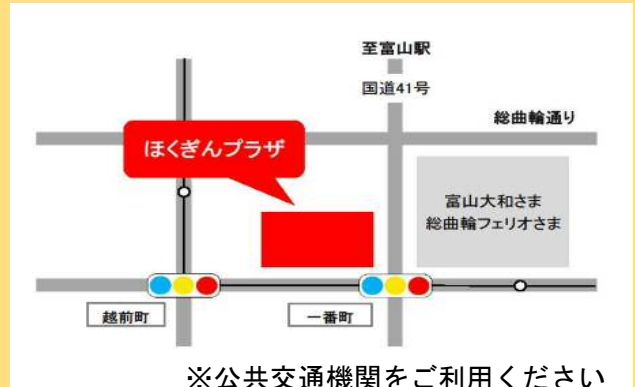 至富山駅
国道41号
総曲輪通り
ほくぎんプラザ
富山大和さま
総曲輪フェリオさま
越前町
一番町
※公共交通機関をご利用ください